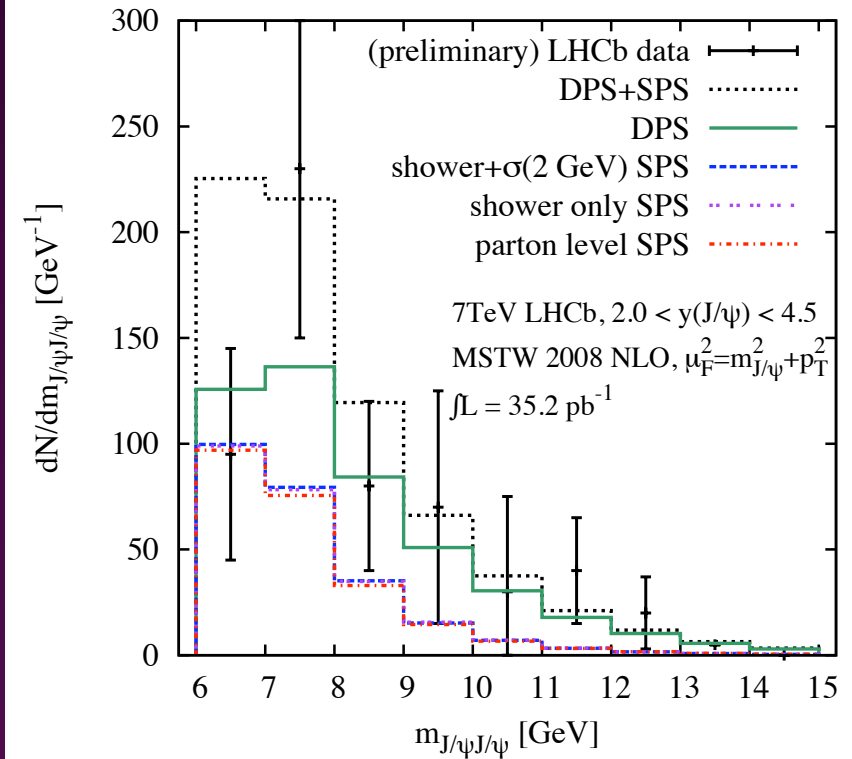 300
250
200
150
100
50
0
dN/dm_{J/ψJ/ψ} [GeV^{-1}]
(preliminary) LHCb data
DPS+SPS
DPS
shower+σ(2 GeV) SPS
shower only SPS
parton level SPS
7TeV LHCb, 2.0 < y(J/ψ) < 4.5
MSTW 2008 NLO, μ_F^2=m_{J/ψ}^2+p_T^2
∫L = 35.2 pb^{-1}
6 7 8 9 10 11 12 13 14 15
m_{J/ψJ/ψ} [GeV]